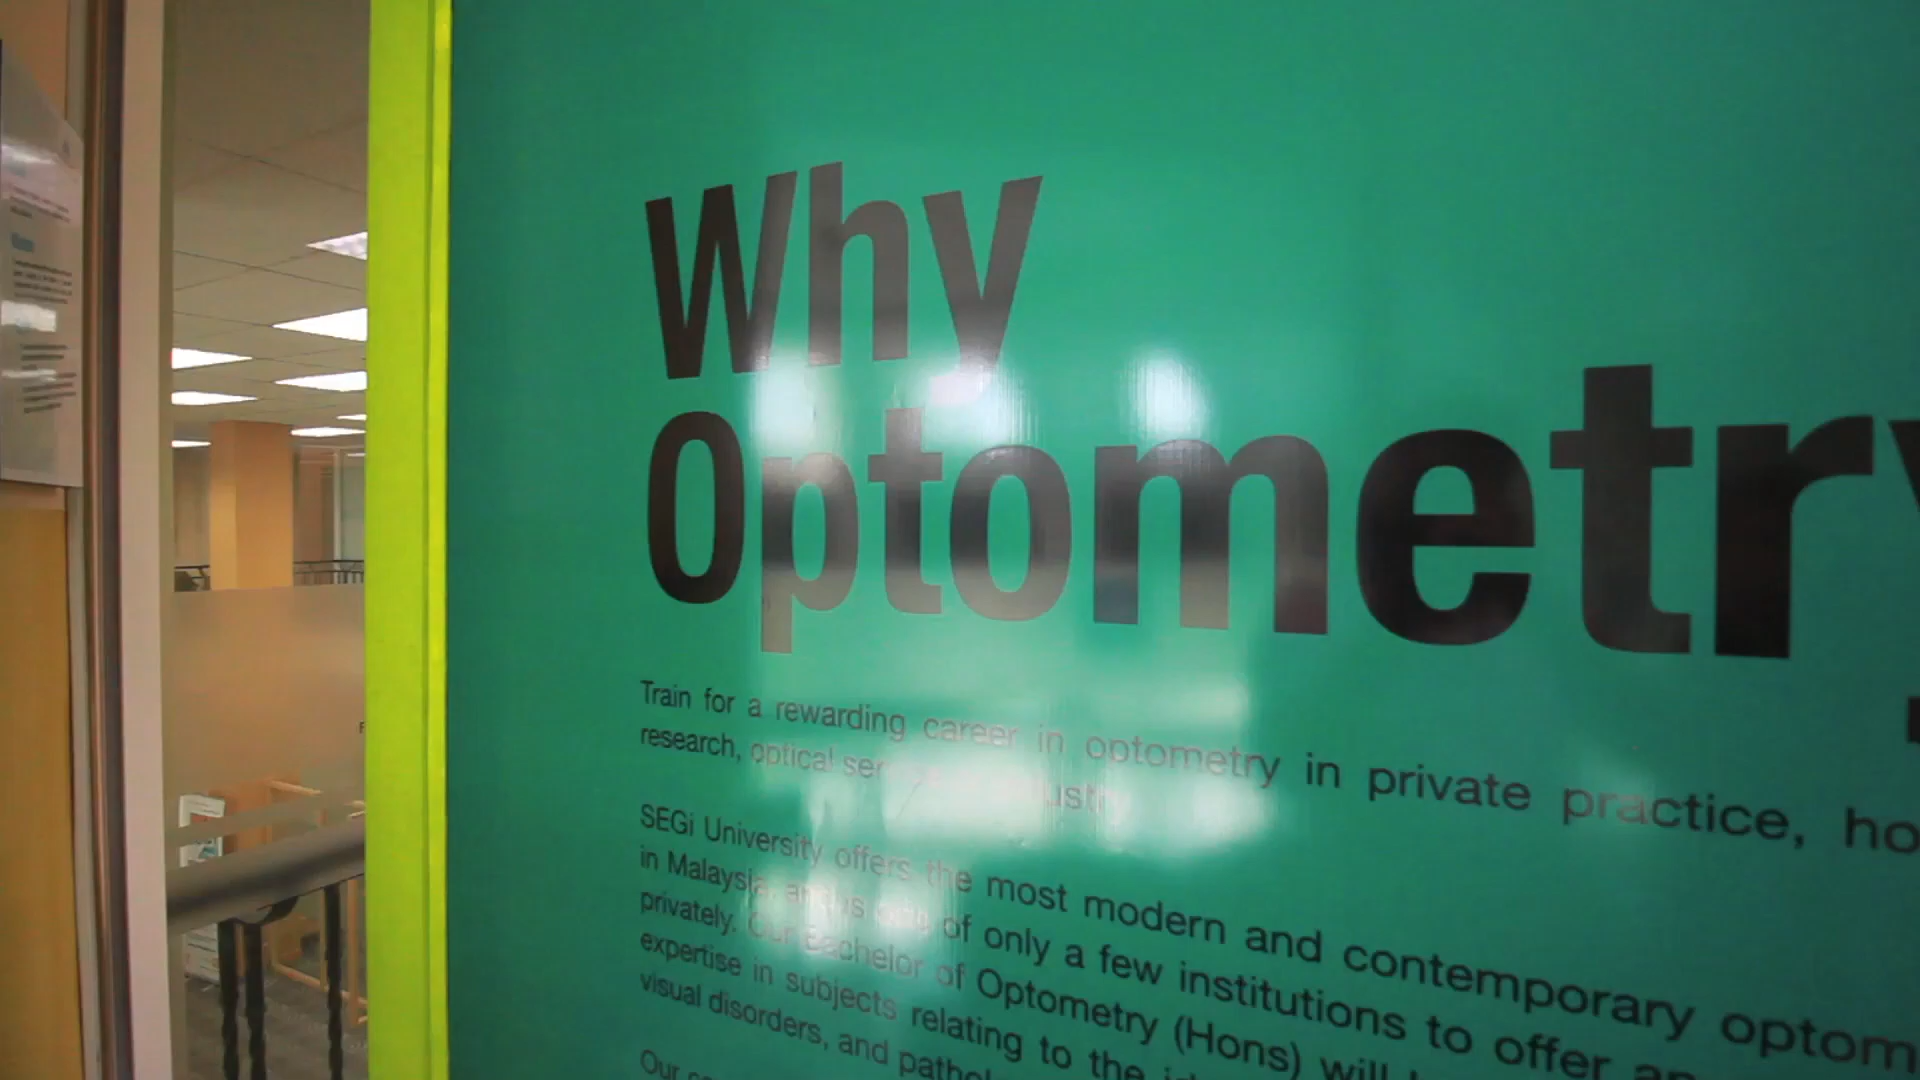 Why
Optometry
Train for a rewarding career in optometry in private practice, ho
research, optical
SEGi University offers the most modern and contemporary optom
in Malaysia, of only a few institutions to offer
privately. Our Bachelor of Optometry (Hons) will
expertise in subjects relating to the
visual disorders, and pathol
Our